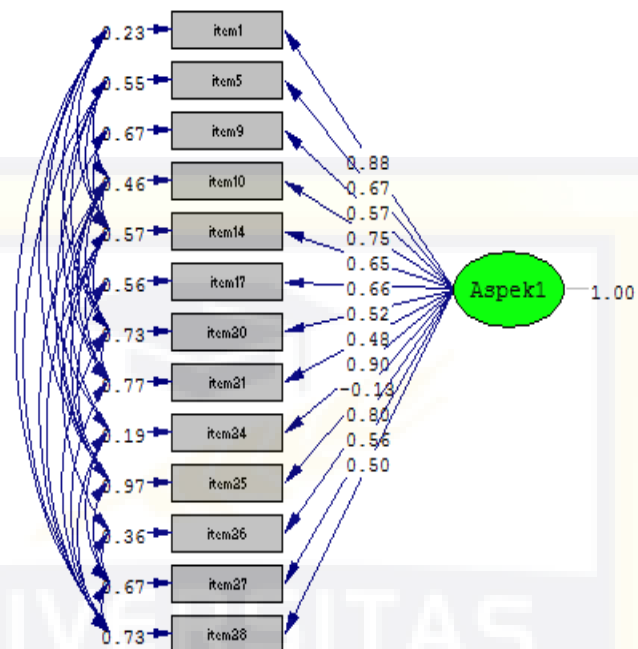 0.23 item1
0.55 item5
0.67 item9
0.88
0.46 item10
0.67
0.57
0.75
0.57 item14
0.65
0.56 item17
0.66
Aspek1 1.00
0.73 item20
0.52
0.48
0.77 item21
0.90
0.19 item24
0.80
0.56
0.50
0.97 item25
0.36 item26
0.67 item27
0.73 item28